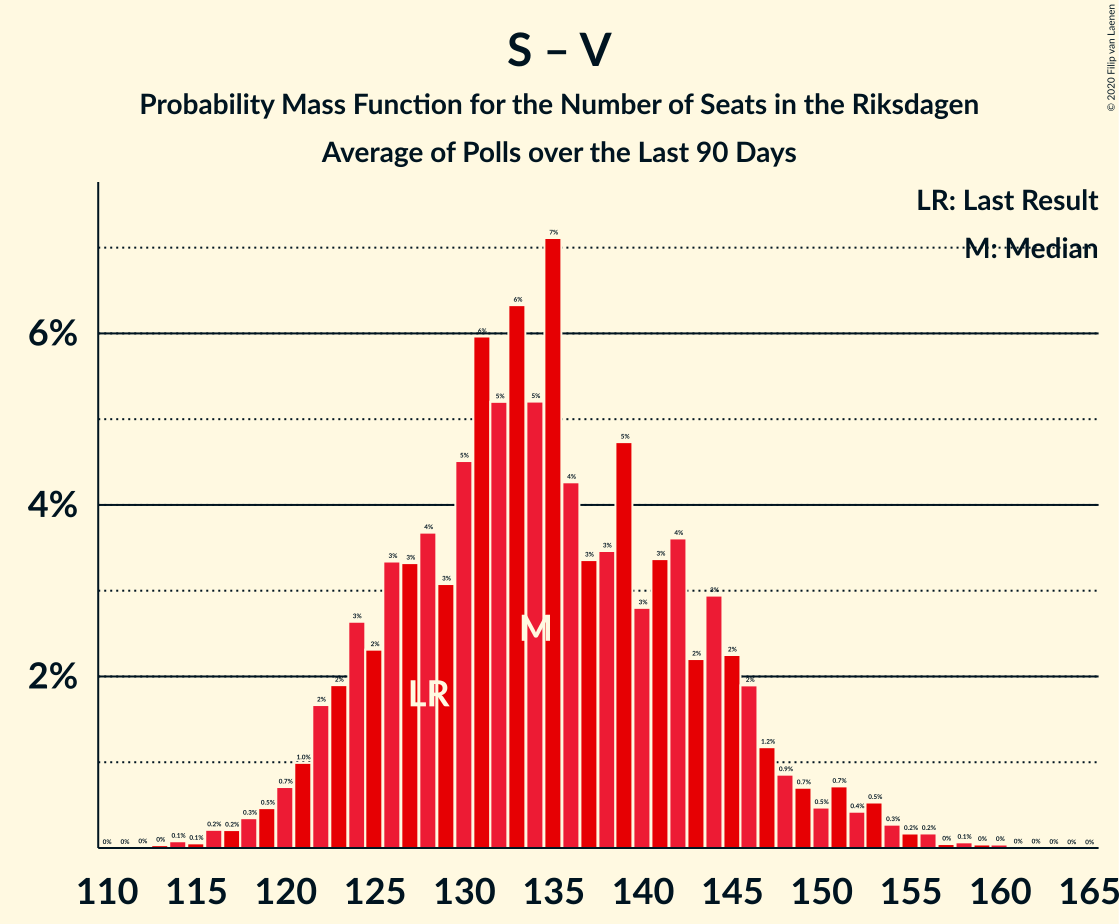 S – V
Probability Mass Function for the Number of Seats in the Riksdagen
Average of Polls over the Last 90 Days
© 2020 Filip van Laenen
LR: Last Result
M: Median
6%
4%
2%
0% 0% 0% 0% 0.1% 0.1% 0.2% 0.2% 0.3% 0.5% 0.7% 1.0% 2% 2% 3% 2% 3% 3% 4% 3% 5% 6% 5% 6% 5% 7% 4% 3% 3% 5% 3% 3% 4% 2% 3% 2% 2% 1.2% 0.9% 0.7% 0.5% 0.7% 0.4% 0.5% 0.3% 0.2% 0.2% 0% 0.1% 0% 0% 0% 0% 0% 0% 0%
M
LR
110 115 120 125 130 135 140 145 150 155 160 165